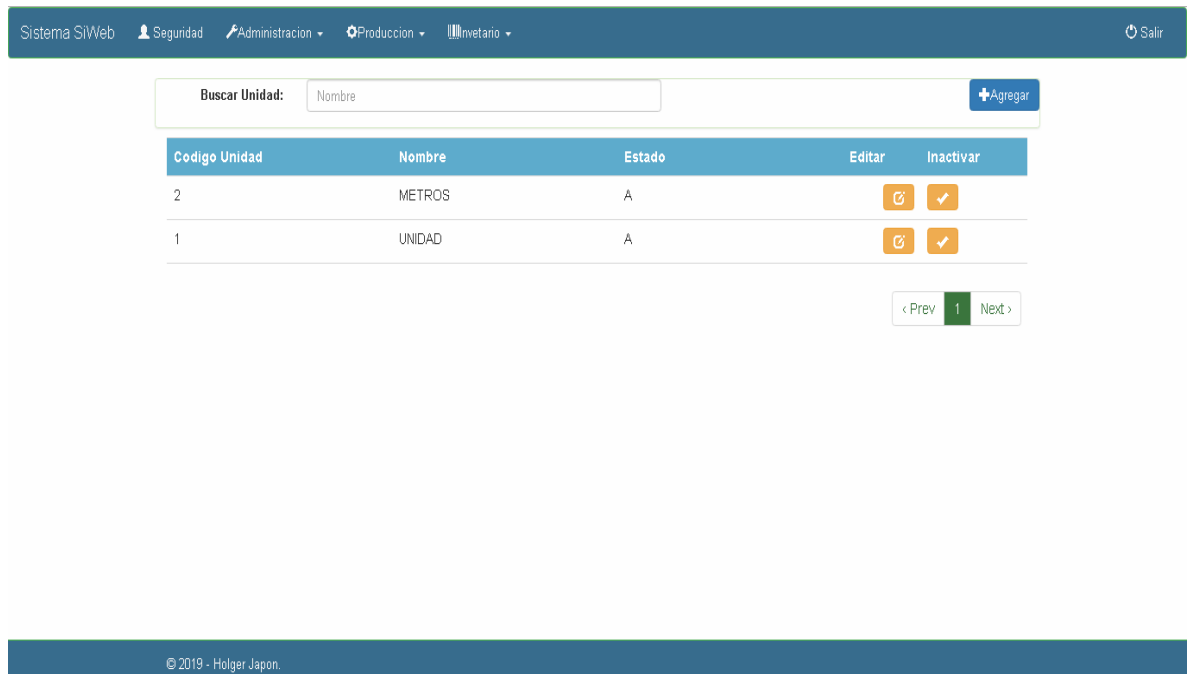 Sistema SiWeb Seguridad Administracion Produccion Invetario Salir
Buscar Unidad: Nombre Agregar
Codigo Unidad Nombre Estado Editar Inactivar
2 METROS A
1 UNIDAD A
‹ Prev 1 Next ›
© 2019 - Holger Japon.